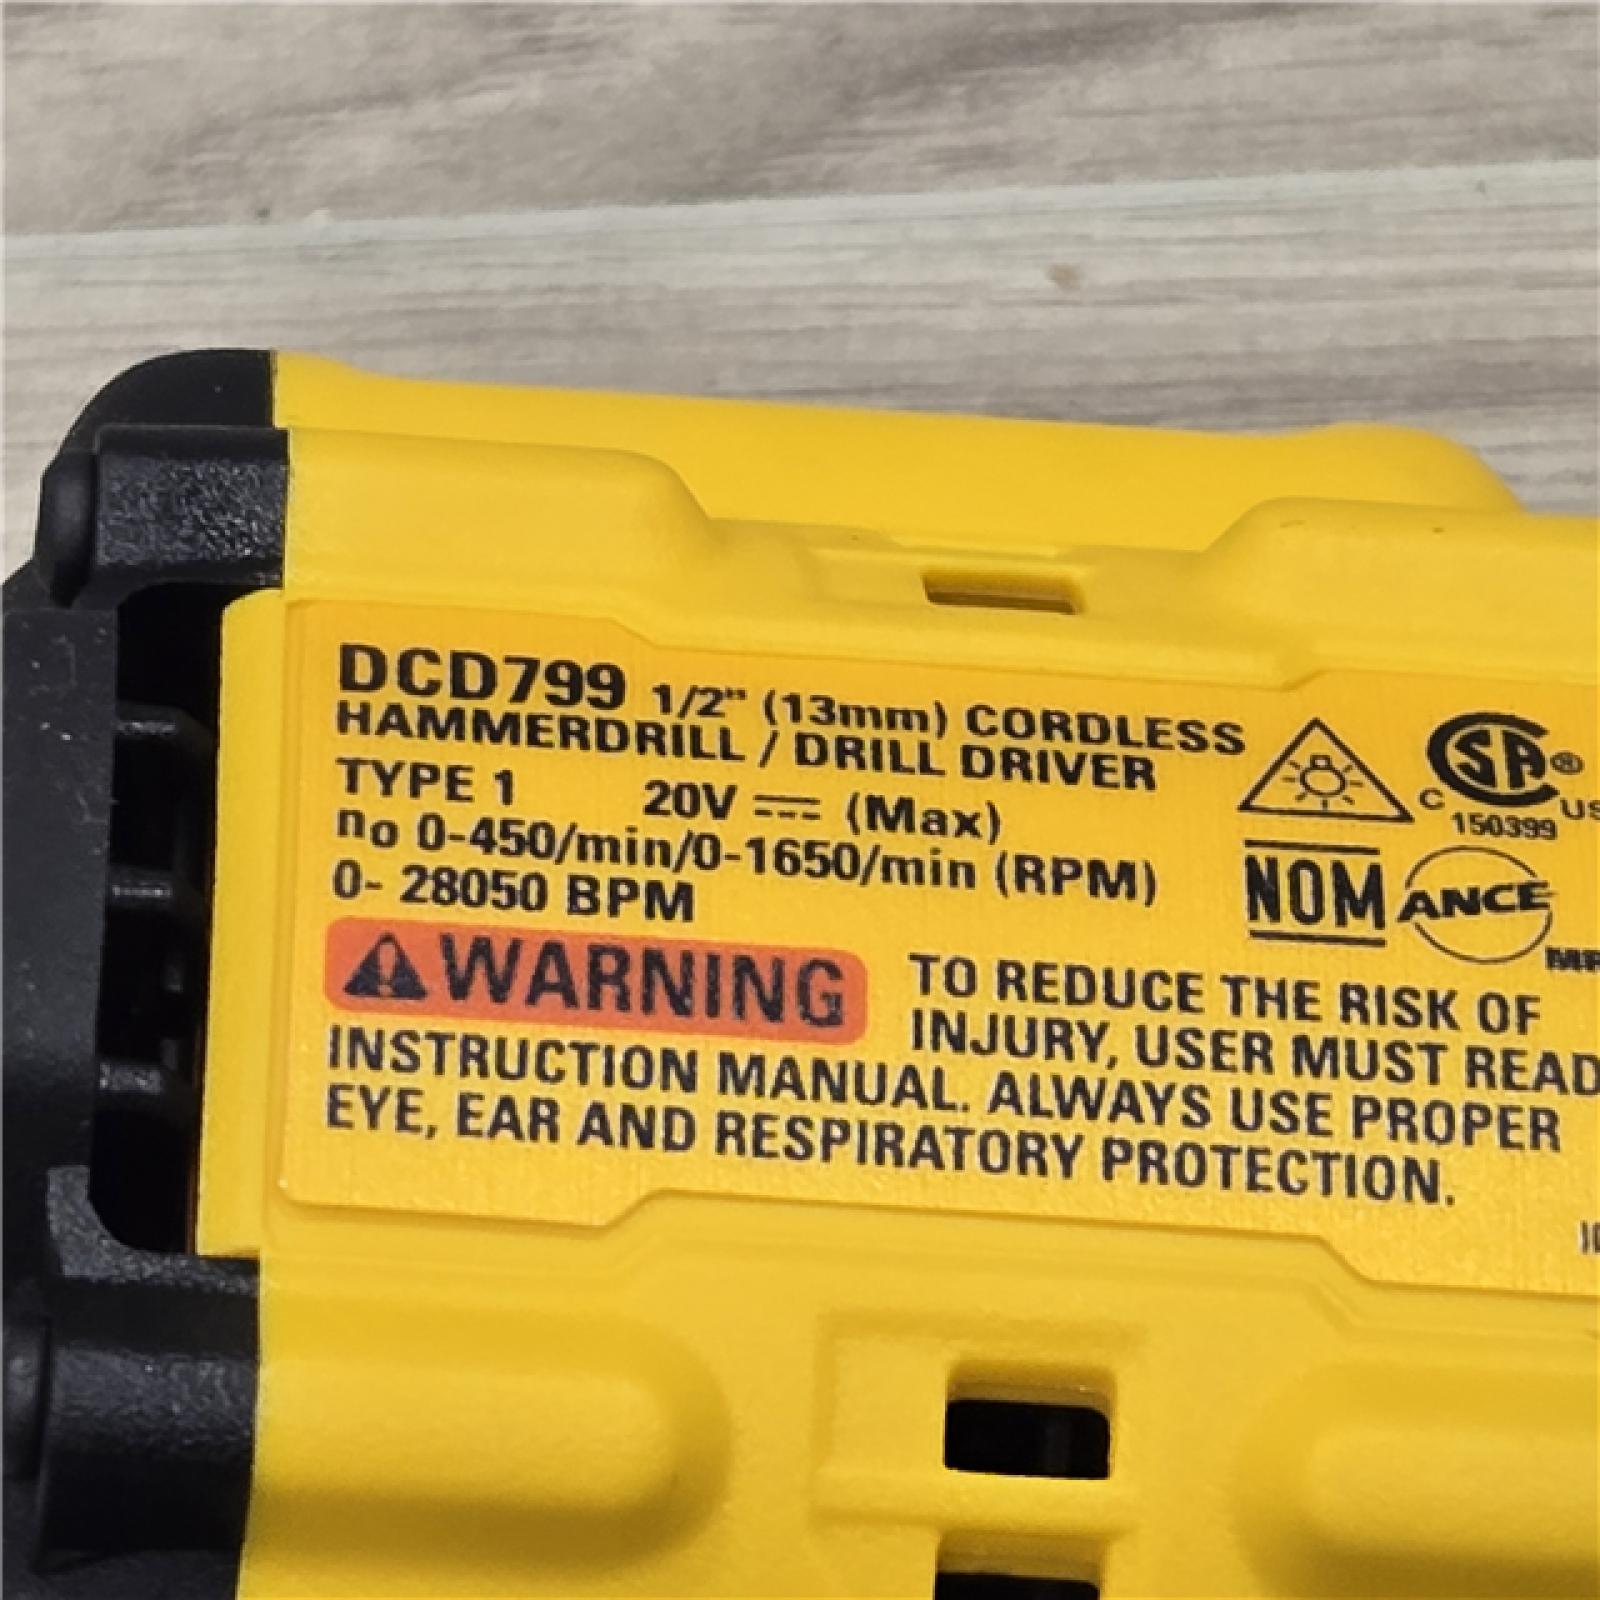 DCD799 1/2" (13mm) CORDLESS
HAMMERDRILL / DRILL DRIVER
TYPE 1 20V ⎓ (Max)
no 0-450/min/0-1650/min (RPM)
0- 28050 BPM
CSA®
C US
150399
NOM ANCE
WARNING TO REDUCE THE RISK OF
INJURY, USER MUST READ
INSTRUCTION MANUAL. ALWAYS USE PROPER
EYE, EAR AND RESPIRATORY PROTECTION.